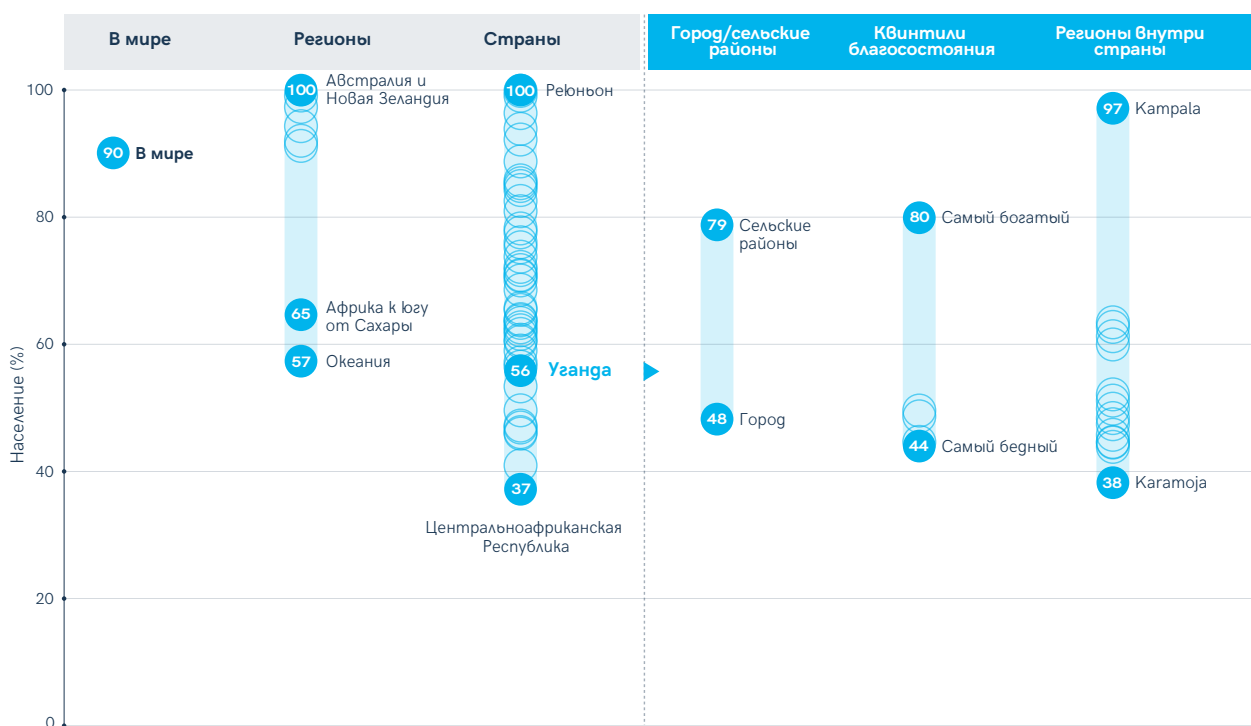 В мире
Регионы
Страны
Город/сельские
районы
Квинтили
благосостояния
Регионы внутри
страны
Население (%)
100
80
60
40
20
0
90 В мире
100 Австралия и
Новая Зеландия
65 Африка к югу
от Сахары
57 Океания
100 Реюньон
56 Уганда
37
Центральноафриканская
Республика
79 Сельские
районы
48 Город
80 Самый богатый
44 Самый бедный
97 Kampala
38 Karamoja